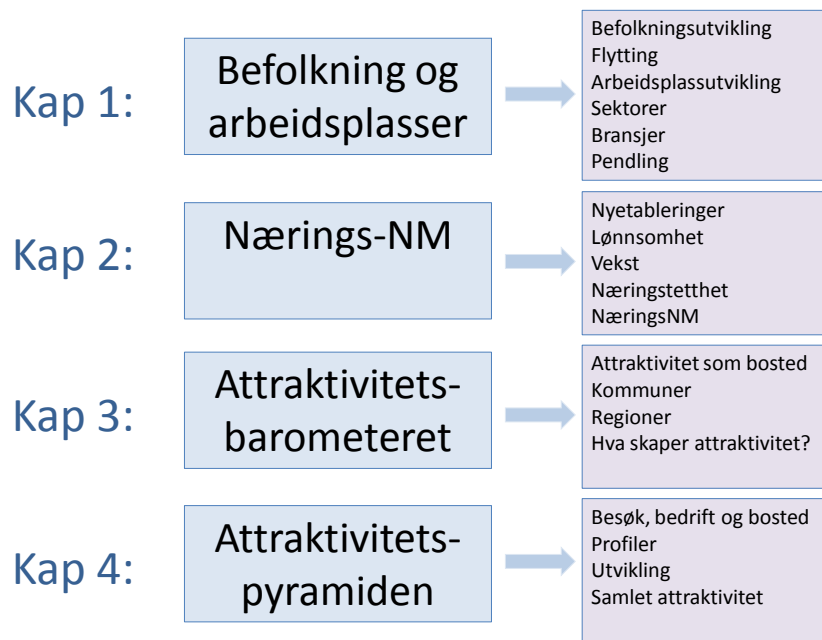 Kap 1:
Befolkning og
arbeidsplasser
Befolkningsutvikling
Flytting
Arbeidsplassutvikling
Sektorer
Bransjer
Pendling
Kap 2:
Nærings-NM
Nyetableringer
Lønnsomhet
Vekst
Næringstetthet
NæringsNM
Kap 3:
Attraktivitets-
barometeret
Attraktivitet som bosted
Kommuner
Regioner
Hva skaper attraktivitet?
Kap 4:
Attraktivitets-
pyramiden
Besøk, bedrift og bosted
Profiler
Utvikling
Samlet attraktivitet